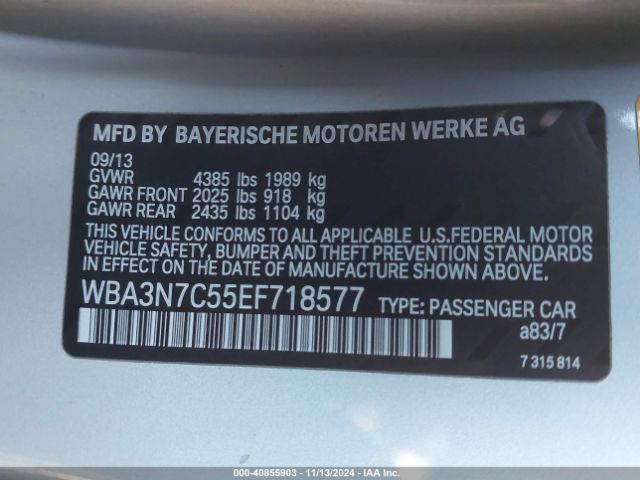 MFD BY BAYERISCHE MOTOREN WERKE AG
09/13
GVWR 4385 lbs 1989 kg
GAWR FRONT 2025 lbs 918 kg
GAWR REAR 2435 lbs 1104 kg
THIS VEHICLE CONFORMS TO ALL APPLICABLE U.S.FEDERAL MOTOR
VEHICLE SAFETY, BUMPER AND THEFT PREVENTION STANDARDS
IN EFFECT ON THE DATE OF MANUFACTURE SHOWN ABOVE.
WBA3N7C55EF718577 TYPE: PASSENGER CAR
a83/7
7 315 814
000-40855903 - 11/13/2024 - IAA Inc.